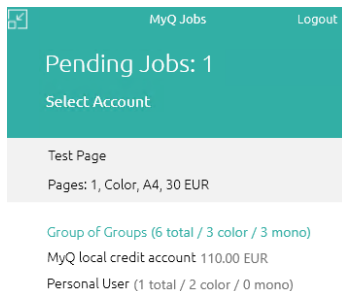 MyQ Jobs Logout
Pending Jobs: 1
Select Account
Test Page
Pages: 1, Color, A4, 30 EUR
Group of Groups (6 total / 3 color / 3 mono)
MyQ local credit account 110.00 EUR
Personal User (1 total / 2 color / 0 mono)